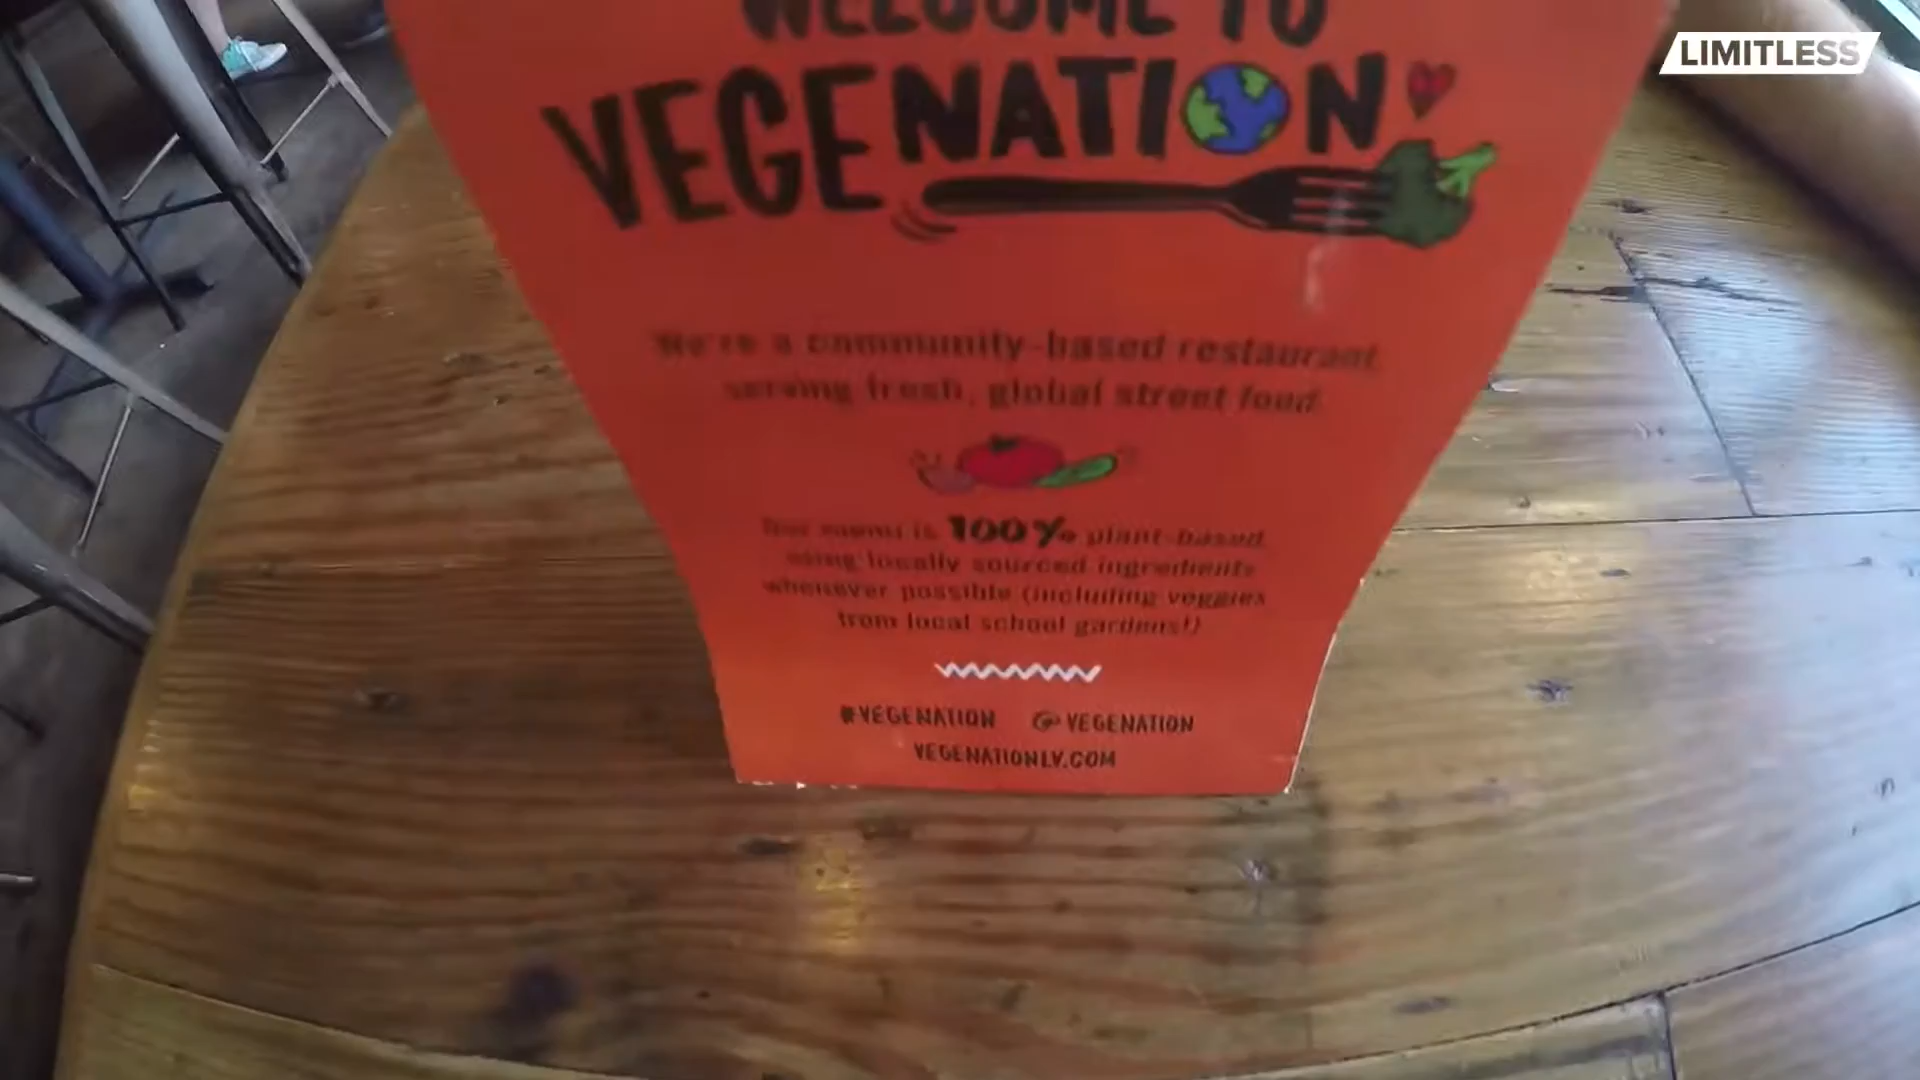 LIMITLESS
WELCOME TO
VEGENATION
We're a community-based restaurant
serving fresh, global street food.
Our menu is 100% plant-based,
using locally sourced ingredients
whenever possible (including veggies
from local school gardens!)
#VEGENATION @VEGENATION
VEGENATIONLV.COM